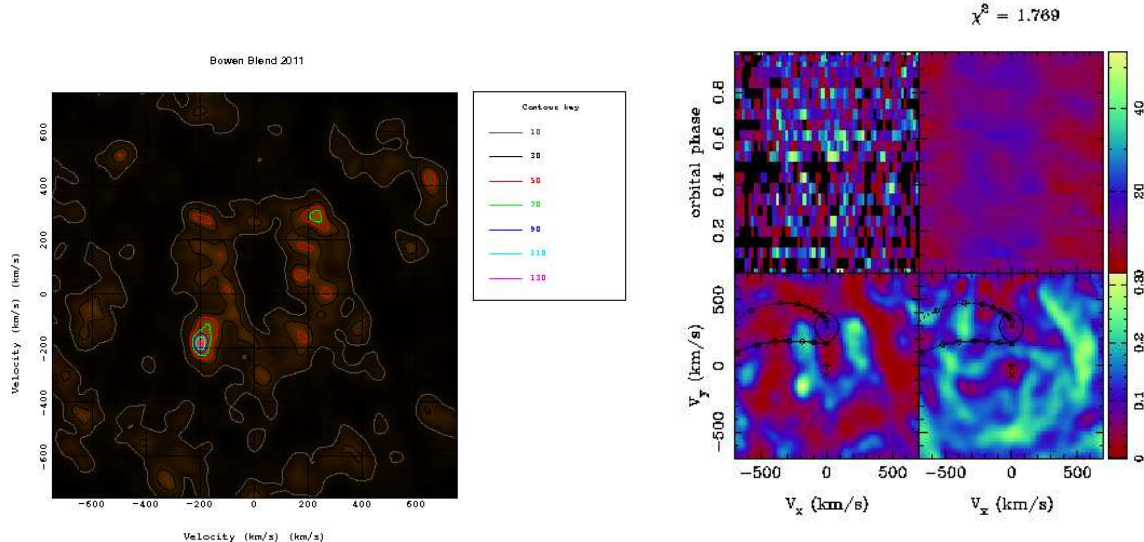 χ² = 1.769
Bowen Blend 2011
Contour key
10
30
50
70
90
110
130
600
400
200
0
-200
-400
-600
Velocity (km/s) (km/s)
-600 -400 -200 0 200 400 600
Velocity (km/s) (km/s)
orbital phase
0.8
0.6
0.4
0.2
40
20
0
V_y (km/s)
500
0
-500
0.30
0.1
0
-500 0 500 -500 0 500
V_x (km/s) V_x (km/s)